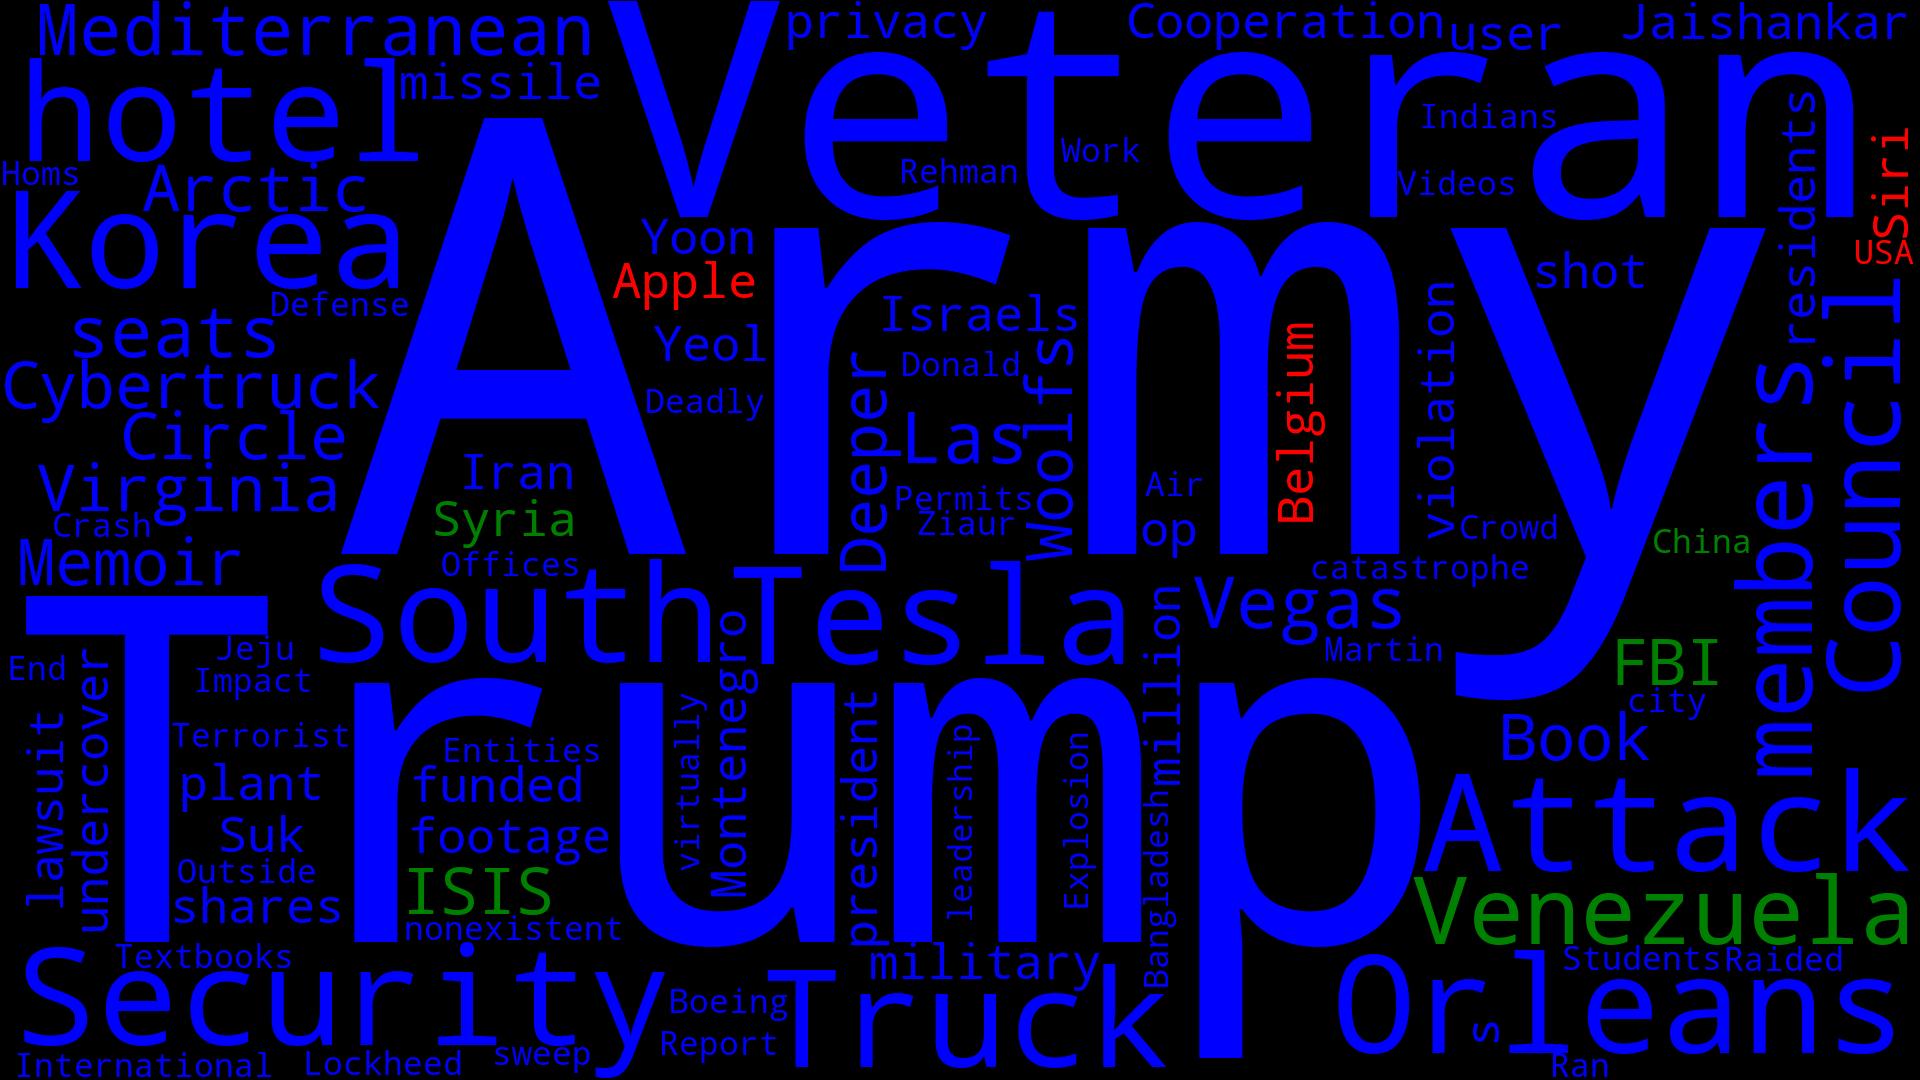 Mediterranean
privacy
Cooperation
user
Jaishankar
hotel
missile
Veteran
Indians
Work
Rehman
Videos
residents
Siri
USA
Homs
Arctic
Korea
Army
Yoon
Apple
shot
Defense
seats
Israels
Yeol
Donald
Cybertruck
Deadly
Deeper
Woolfs
Belgium
violation
members
Council
Circle
Las
Virginia
Iran
Syria
Permits
Ziaur
Air
op
Crash
Crowd
China
Memoir
Offices
catastrophe
South
Tesla
Vegas
Martin
FBI
city
Trump
Jeju
End
Impact
lawsuit
undercover
Terrorist
plant
Suk
Outside
shares
Entities
funded
footage
ISIS
nonexistent
virtually
Montenegro
president
leadership
Explosion
million
Bangladesh
Book
Attack
Venezuela
Textbooks
Security
military
Students
Raided
Boeing
Truck
Orleans
s
Report
International
Lockheed
sweep
Ran